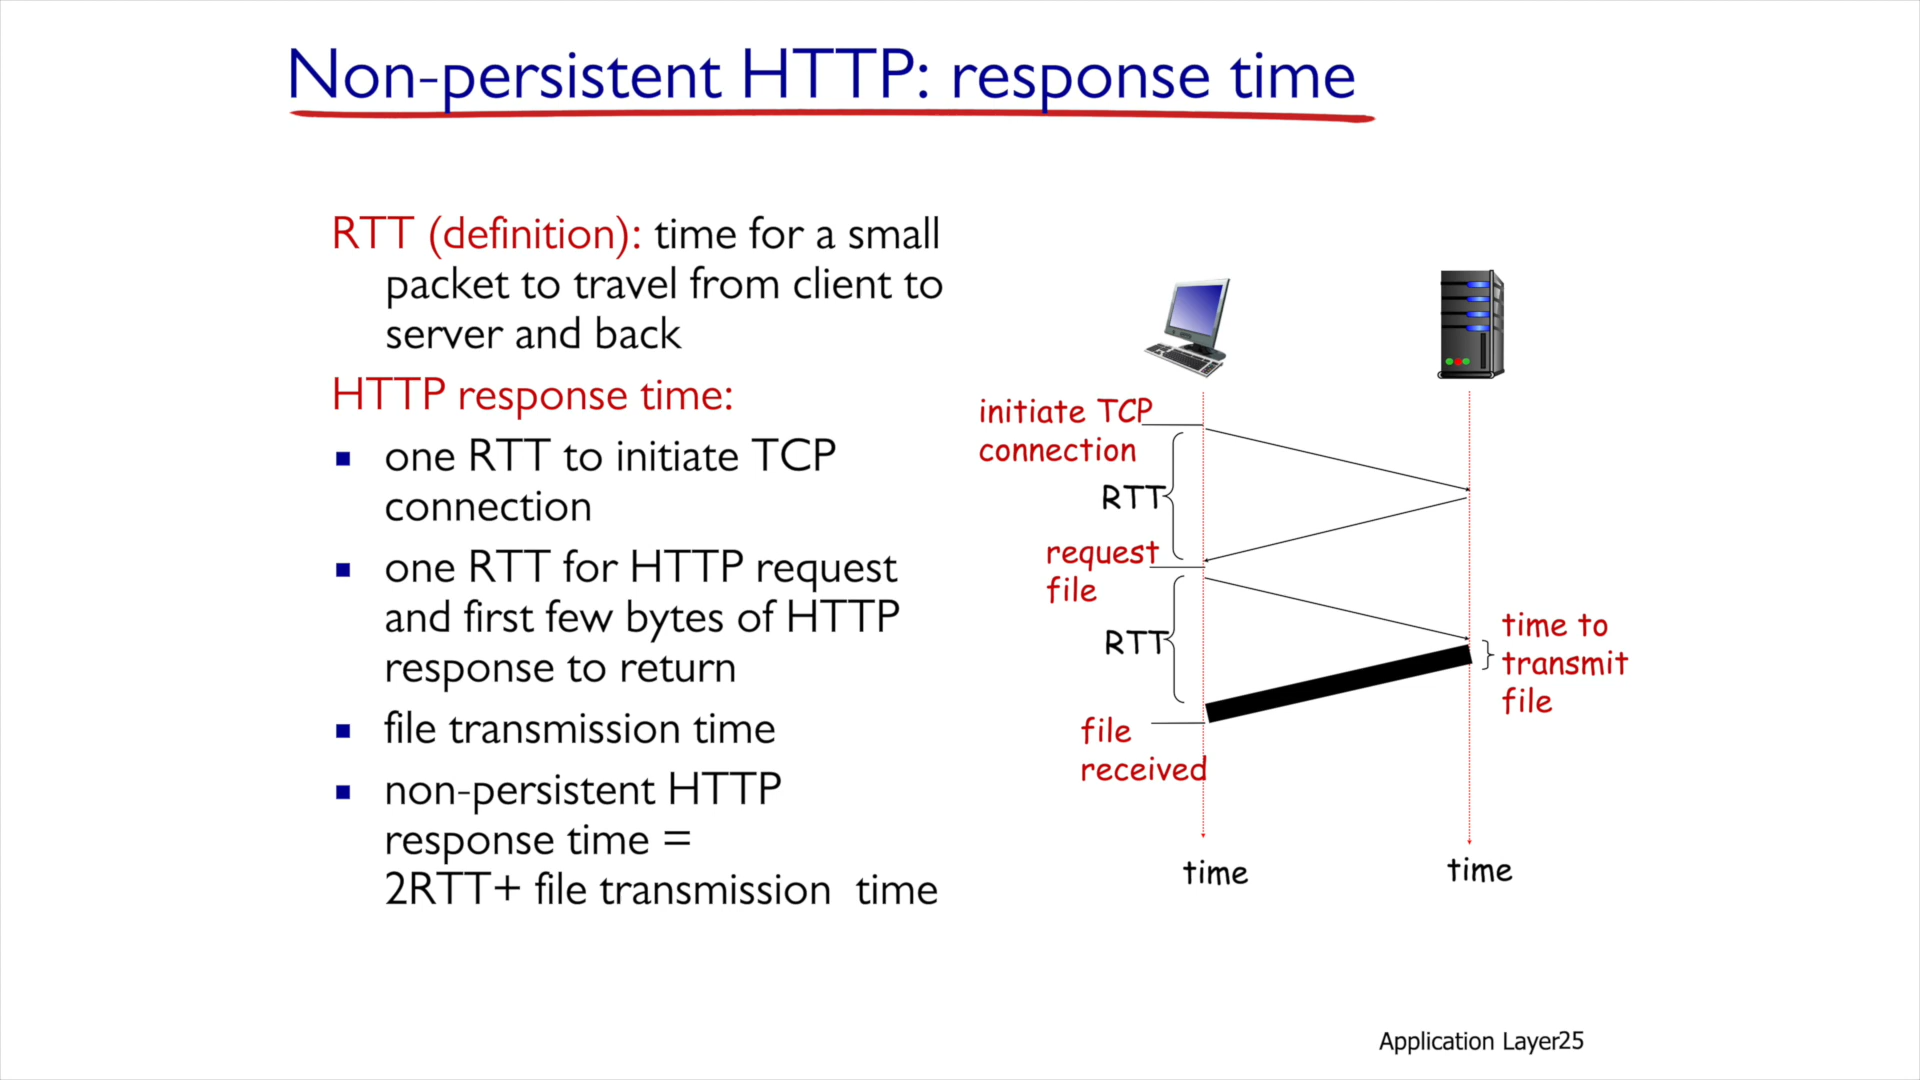 Non-persistent HTTP: response time
RTT (definition): time for a small
packet to travel from client to
server and back
HTTP response time:
one RTT to initiate TCP
connection
one RTT for HTTP request
and first few bytes of HTTP
response to return
file transmission time
non-persistent HTTP
response time =
2RTT+ file transmission time
initiate TCP
connection
RTT
request
file
RTT
time to
transmit
file
file
received
time
time
Application Layer25